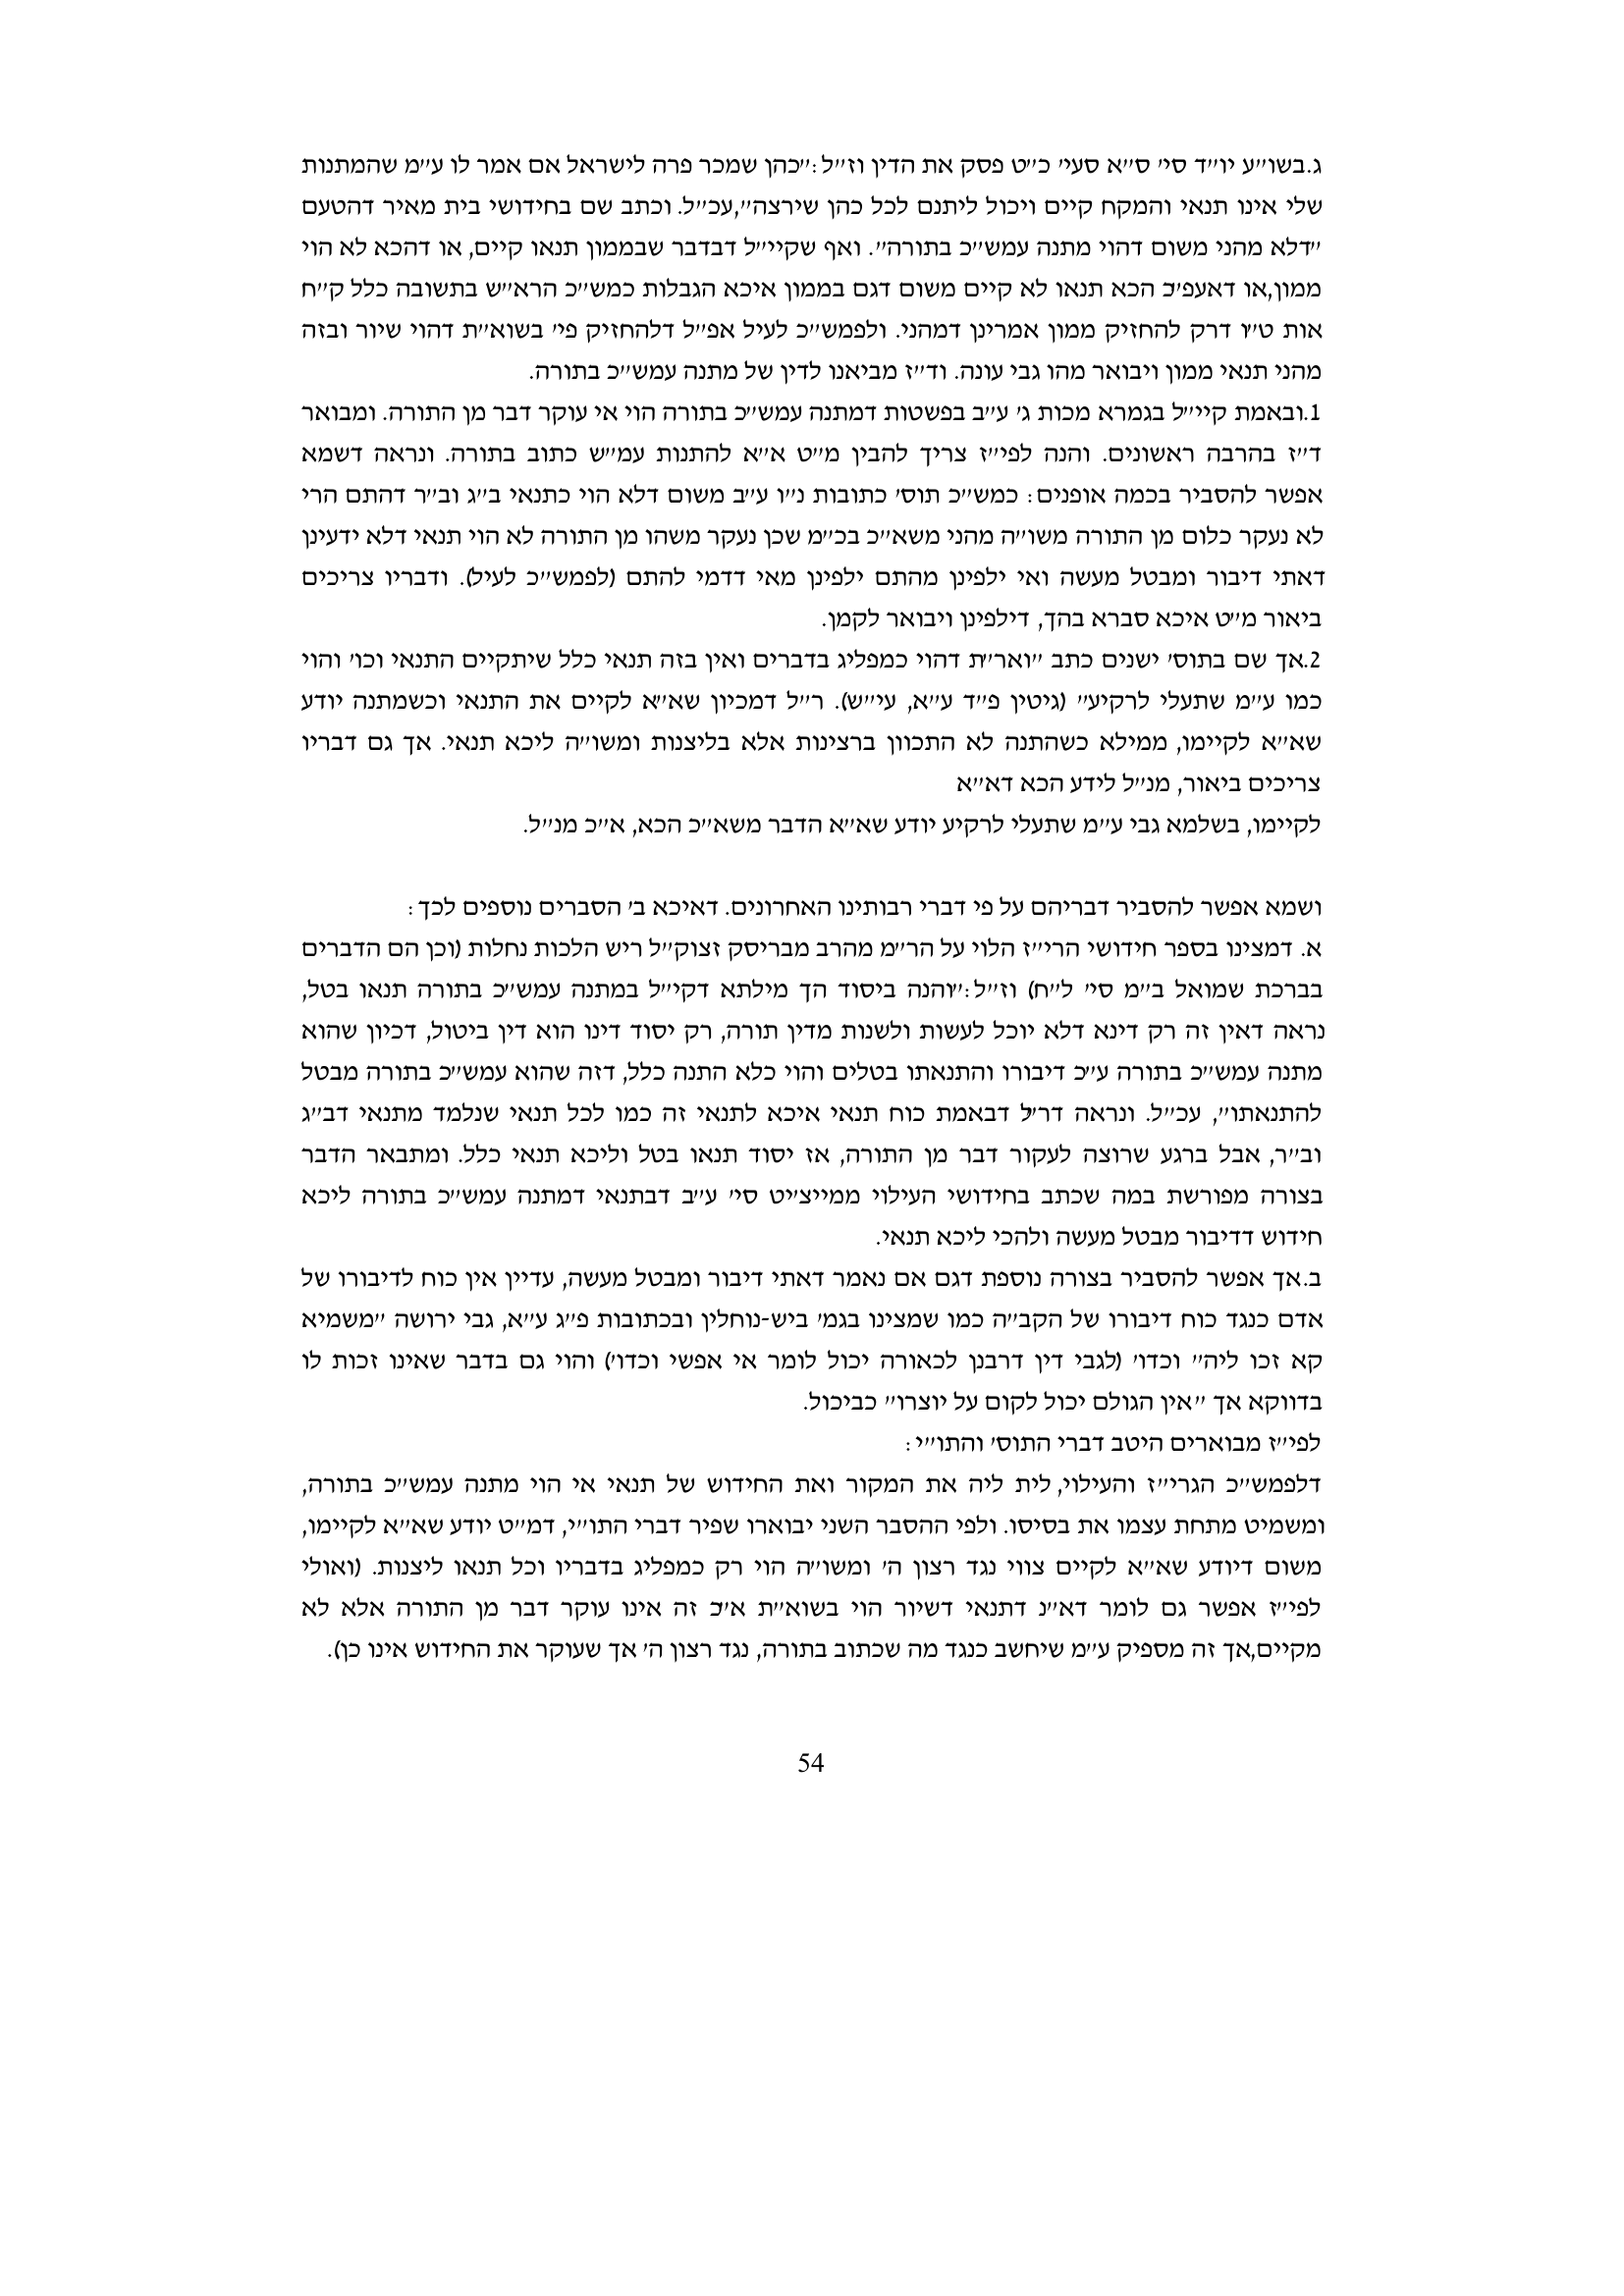 ג.בשו״ע יו״ד סי׳ ס״א סעי׳ כ״ט פסק את הדין וז״ל:״כהן שמכר פרה לישראל אם אמר לו ע״מ שהמתנות
שלי אינו תנאי והמקח קיים ויכול ליתנם לכל כהן שירצה״,עכ״ל. וכתב שם בחידושי בית מאיר דהטעם
״דלא מהני משום דהוי מתנה עמש״כ בתורה״. ואף שקיי״ל דבדבר שבממון תנאו קיים, או דהכא לא הוי
ממון,או דאעפי״כ הכא תנאו לא קיים משום דגם בממון איכא הגבלות כמש״כ הרא״ש בתשובה כלל ק״ח
אות ט״ו דרק להחזיק ממון אמרינן דמהני. ולפמש״כ לעיל אפ״ל דלהחזיק פי׳ בשוא״ת דהוי שיור ובזה
מהני תנאי ממון ויבואר מהו גבי עונה. וד״ז מביאנו לדין של מתנה עמש״כ בתורה.
1.ובאמת קיי״ל בגמרא מכות ג׳ ע״ב בפשטות דמתנה עמש״כ בתורה הוי אי עוקר דבר מן התורה. ומבואר
ד״ז בהרבה ראשונים. והנה לפי״ז צריך להבין מ״ט א״א להתנות עמ״ש כתוב בתורה. ונראה דשמא
אפשר להסביר בכמה אופנים: כמש״כ תוס׳ כתובות נ״ו ע״ב משום דלא הוי כתנאי ב״ג וב״ר דהתם הרי
לא נעקר כלום מן התורה משו״ה מהני משא״כ בכ״מ שכן נעקר משהו מן התורה לא הוי תנאי דלא ידעינן
דאתי דיבור ומבטל מעשה ואי ילפינן מהתם ילפינן מאי דדמי להתם (לפמש״כ לעיל). ודבריו צריכים
ביאור מ״ט איכא סברא בהך, דילפינן ויבואר לקמן.
2.אך שם בתוס׳ ישנים כתב ״ואר״ת דהוי כמפליג בדברים ואין בזה תנאי כלל שיתקיים התנאי וכו׳ והוי
כמו ע״מ שתעלי לרקיע״ (גיטין פ״ד ע״א, עי״ש). ר״ל דמכיון שא״א לקיים את התנאי וכשמתנה יודע
שא״א לקיימו, ממילא כשהתנה לא התכוון ברצינות אלא בליצנות ומשו״ה ליכא תנאי. אך גם דבריו
צריכים ביאור, מנ״ל לידע הכא דא״א
לקיימו, בשלמא גבי ע״מ שתעלי לרקיע יודע שא״א הדבר משא״כ הכא, א״כ מנ״ל.
ושמא אפשר להסביר דבריהם על פי דברי רבותינו האחרונים. דאיכא ב׳ הסברים נוספים לכך:
א. דמצינו בספר חידושי הרי״ז הלוי על הר״מ מהרב מבריסק זצוק״ל ריש הלכות נחלות (וכן הם הדברים
בברכת שמואל ב״מ סי׳ ל״ח) וז״ל:״והנה ביסוד הך מילתא דקי״ל במתנה עמש״כ בתורה תנאו בטל,
נראה דאין זה רק דינא דלא יוכל לעשות ולשנות מדין תורה, רק יסוד דינו הוא דין ביטול, דכיון שהוא
מתנה עמש״כ בתורה ע״כ דיבורו והתנאתו בטלים והוי כלא התנה כלל, דזה שהוא עמש״כ בתורה מבטל
להתנאתו״, עכ״ל. ונראה דר״ל דבאמת כוח תנאי איכא לתנאי זה כמו לכל תנאי שנלמד מתנאי דב״ג
וב״ר, אבל ברגע שרוצה לעקור דבר מן התורה, אז יסוד תנאו בטל וליכא תנאי כלל. ומתבאר הדבר
בצורה מפורשת במה שכתב בחידושי העילוי ממייצ׳יט סי׳ ע״ב דבתנאי דמתנה עמש״כ בתורה ליכא
חידוש דדיבור מבטל מעשה ולהכי ליכא תנאי.
ב.אך אפשר להסביר בצורה נוספת דגם אם נאמר דאתי דיבור ומבטל מעשה, עדיין אין כוח לדיבורו של
אדם כנגד כוח דיבורו של הקב״ה כמו שמצינו בגמ׳ ביש-נוחלין ובכתובות פ״ג ע״א, גבי ירושה ״משמיא
קא זכו ליה״ וכדו׳ (לגבי דין דרבנן לכאורה יכול לומר אי אפשי וכדו׳) והוי גם בדבר שאינו זכות לו
בדווקא אך ״אין הגולם יכול לקום על יוצרו״ כביכול.
לפי״ז מבוארים היטב דברי התוס׳ והתו״י:
דלפמש״כ הגרי״ז והעילוי, לית ליה את המקור ואת החידוש של תנאי אי הוי מתנה עמש״כ בתורה,
ומשמיט מתחת עצמו את בסיסו. ולפי ההסבר השני יבוארו שפיר דברי התו״י, דמ״ט יודע שא״א לקיימו,
משום דיודע שא״א לקיים צווי נגד רצון ה׳ ומשו״ה הוי רק כמפליג בדבריו וכל תנאו ליצנות. (ואולי
לפי״ז אפשר גם לומר דא״נ דתנאי דשיור הוי בשוא״ת א״כ זה אינו עוקר דבר מן התורה אלא לא
מקיים,אך זה מספיק ע״מ שיחשב כנגד מה שכתוב בתורה, נגד רצון ה׳ אך שעוקר את החידוש אינו כן).
54